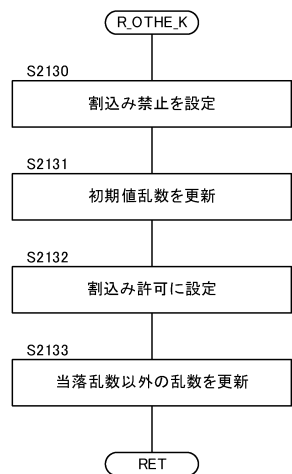 R_OTHE_K
S2130
割込み禁止を設定
S2131
初期値乱数を更新
S2132
割込み許可に設定
S2133
当落乱数以外の乱数を更新
RET